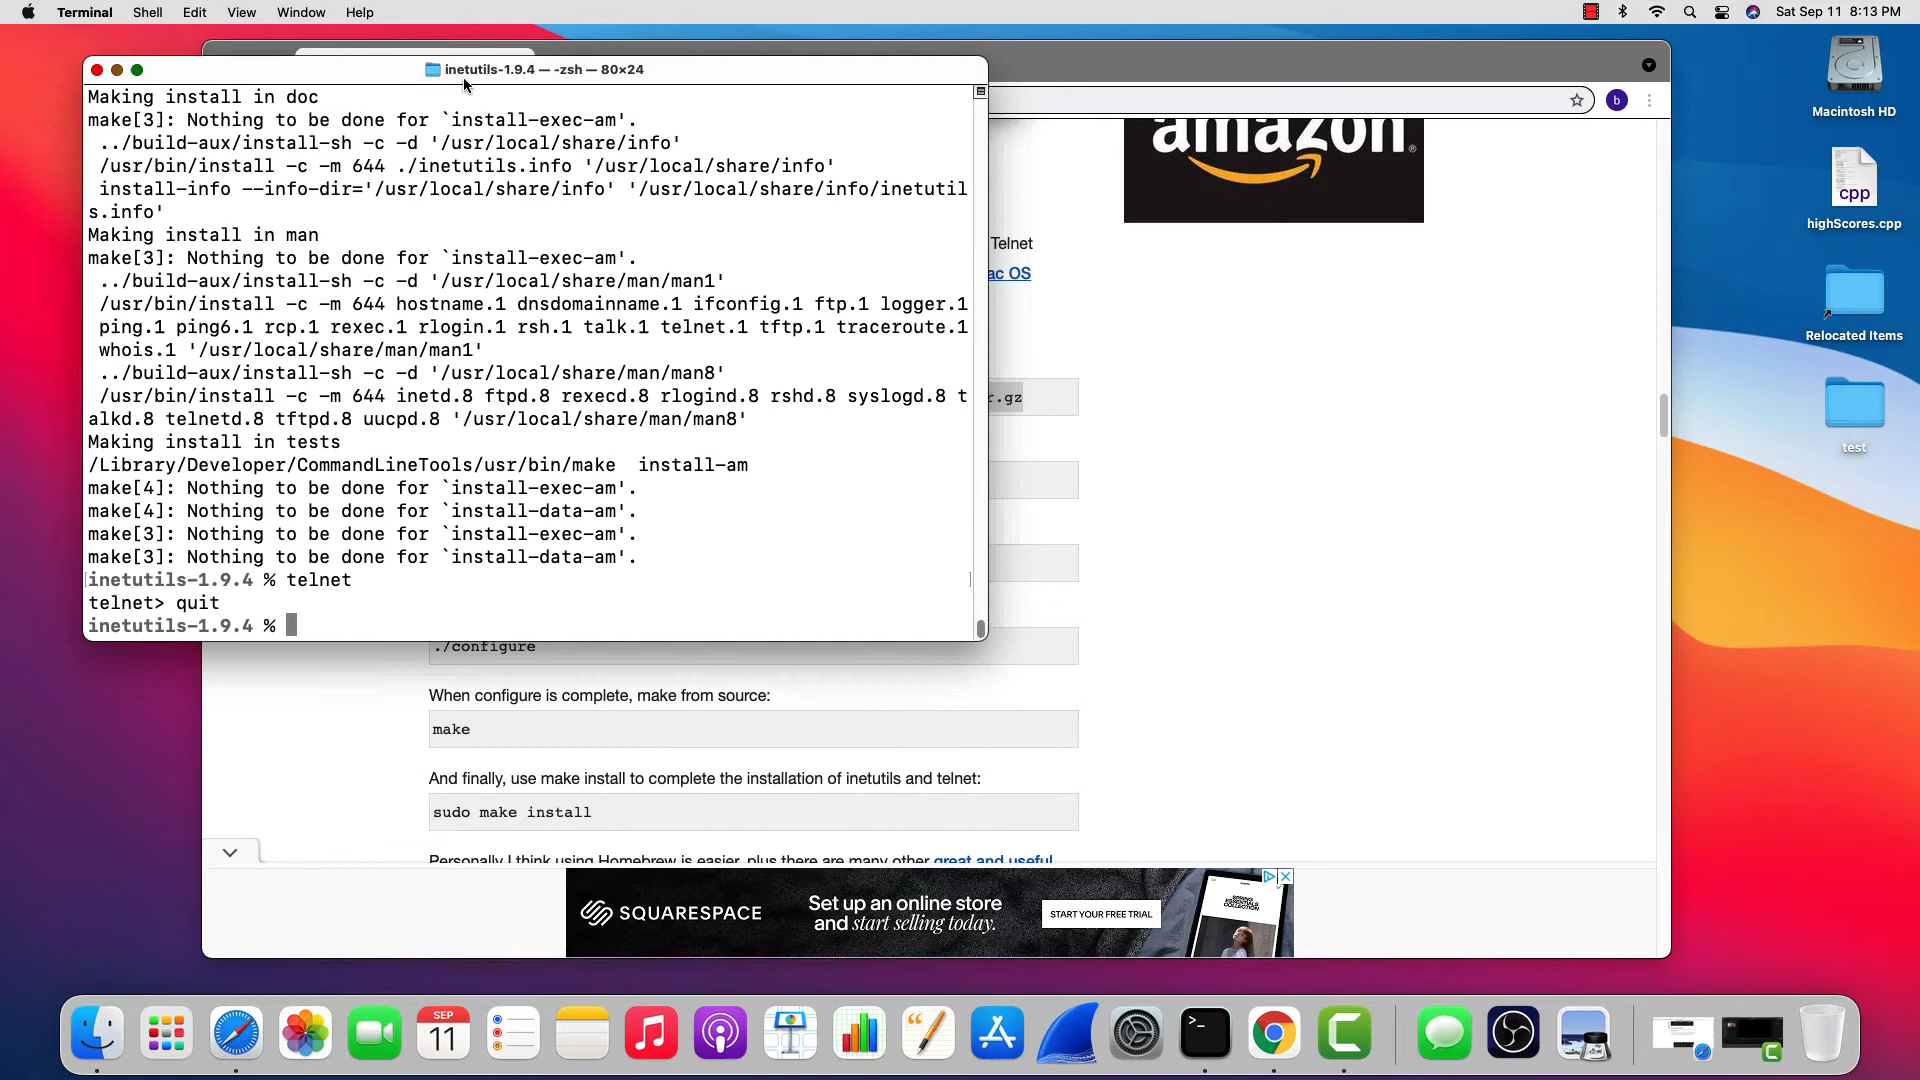 Terminal Shell Edit View Window Help
Sat Sep 11 8:13 PM
inetutils-1.9.4 — -zsh — 80×24
Making install in doc
make[3]: Nothing to be done for `install-exec-am'.
../build-aux/install-sh -c -d '/usr/local/share/info'
/usr/bin/install -c -m 644 ./inetutils.info '/usr/local/share/info'
install-info --info-dir='/usr/local/share/info' '/usr/local/share/info/inetutil
s.info'
Making install in man
make[3]: Nothing to be done for `install-exec-am'.
../build-aux/install-sh -c -d '/usr/local/share/man/man1'
/usr/bin/install -c -m 644 hostname.1 dnsdomainname.1 ifconfig.1 ftp.1 logger.1
ping.1 ping6.1 rcp.1 rexec.1 rlogin.1 rsh.1 talk.1 telnet.1 tftp.1 traceroute.1
whois.1 '/usr/local/share/man/man1'
../build-aux/install-sh -c -d '/usr/local/share/man/man8'
/usr/bin/install -c -m 644 inetd.8 ftpd.8 rexecd.8 rlogind.8 rshd.8 syslogd.8 t
alkd.8 telnetd.8 tftpd.8 uucpd.8 '/usr/local/share/man/man8'
Making install in tests
/Library/Developer/CommandLineTools/usr/bin/make  install-am
make[4]: Nothing to be done for `install-exec-am'.
make[4]: Nothing to be done for `install-data-am'.
make[3]: Nothing to be done for `install-exec-am'.
make[3]: Nothing to be done for `install-data-am'.
[inetutils-1.9.4 % telnet ]
telnet> quit
inetutils-1.9.4 %
b
amazon
Telnet
ac OS
r.gz
./configure
When configure is complete, make from source:
make
And finally, use make install to complete the installation of inetutils and telnet:
sudo make install
Personally I think using Homebrew is easier, plus there are many other great and useful
SQUARESPACE
Set up an online store
and start selling today.
START YOUR FREE TRIAL
Macintosh HD
cpp
highScores.cpp
Relocated Items
test
SEP
11